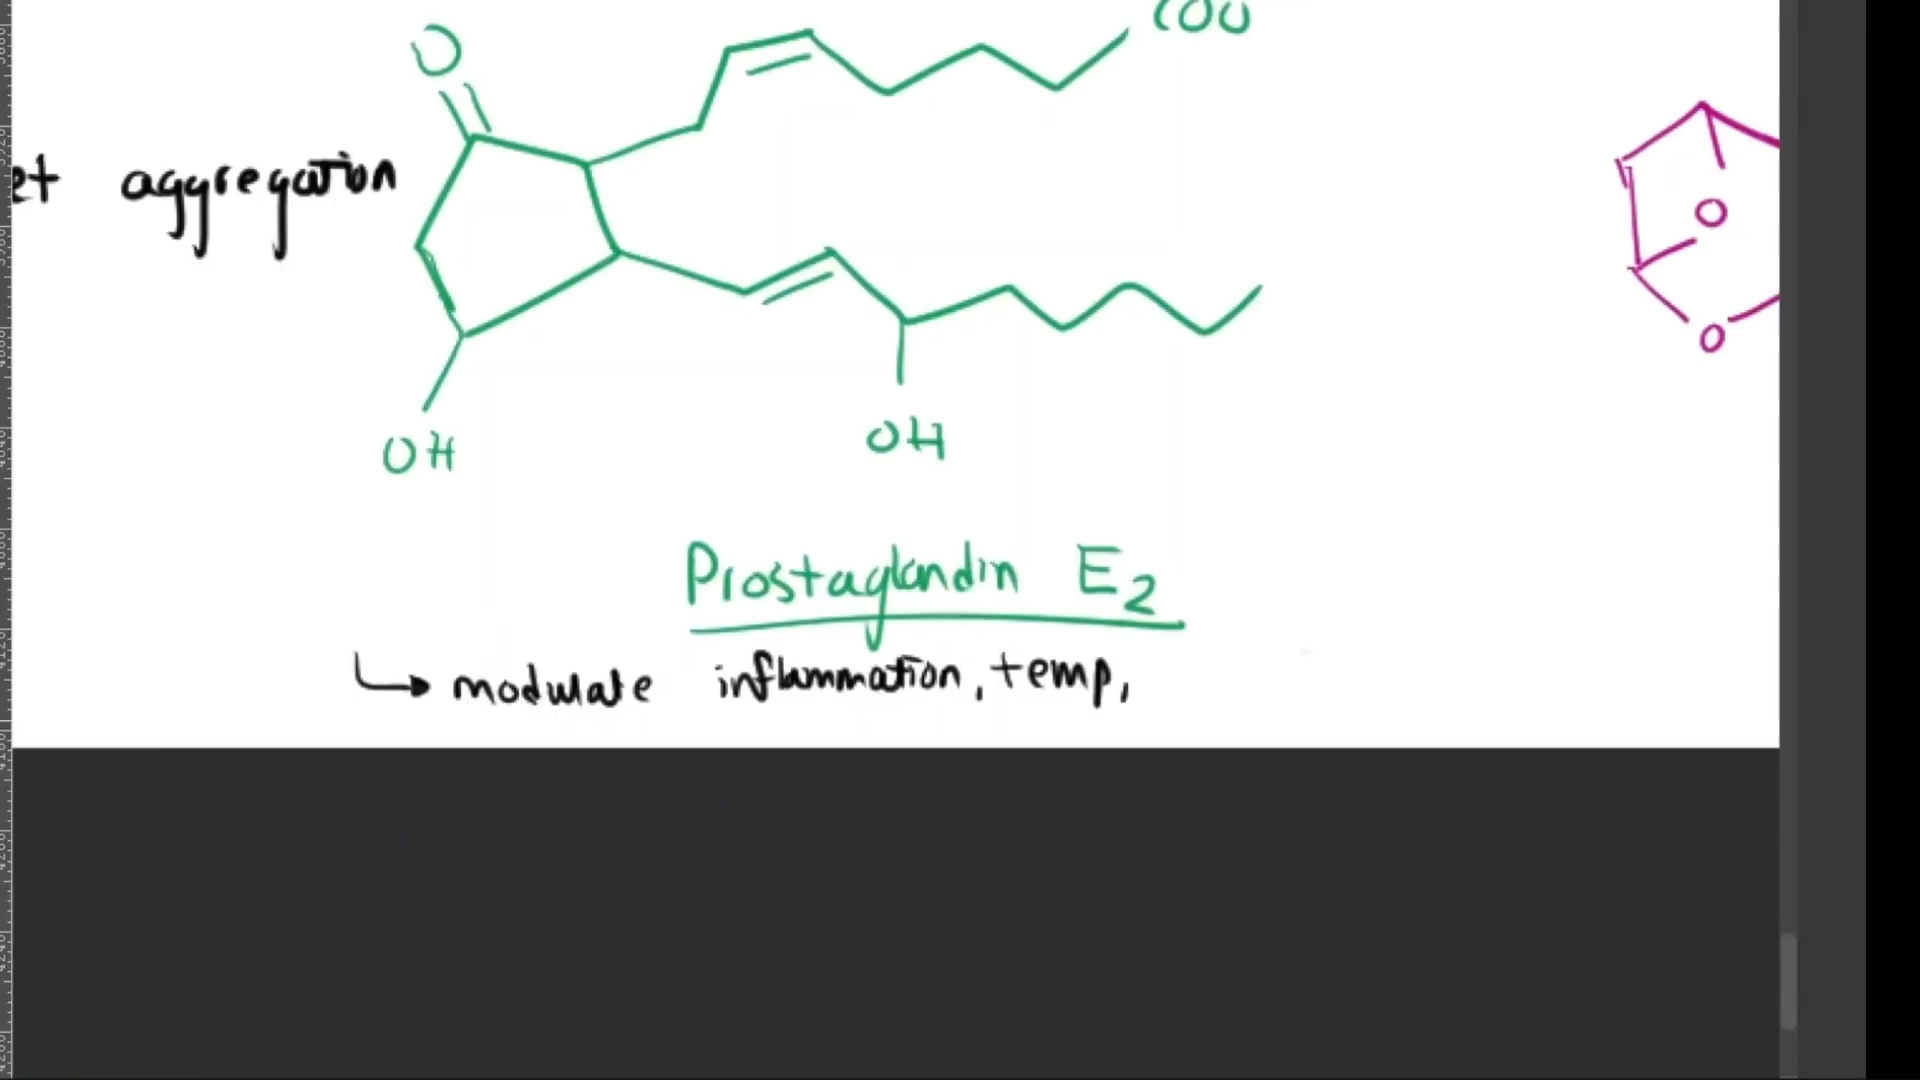 COO
O
et aggregation
O
O
OH
OH
Prostaglandin E2
modulate inflammation, temp,